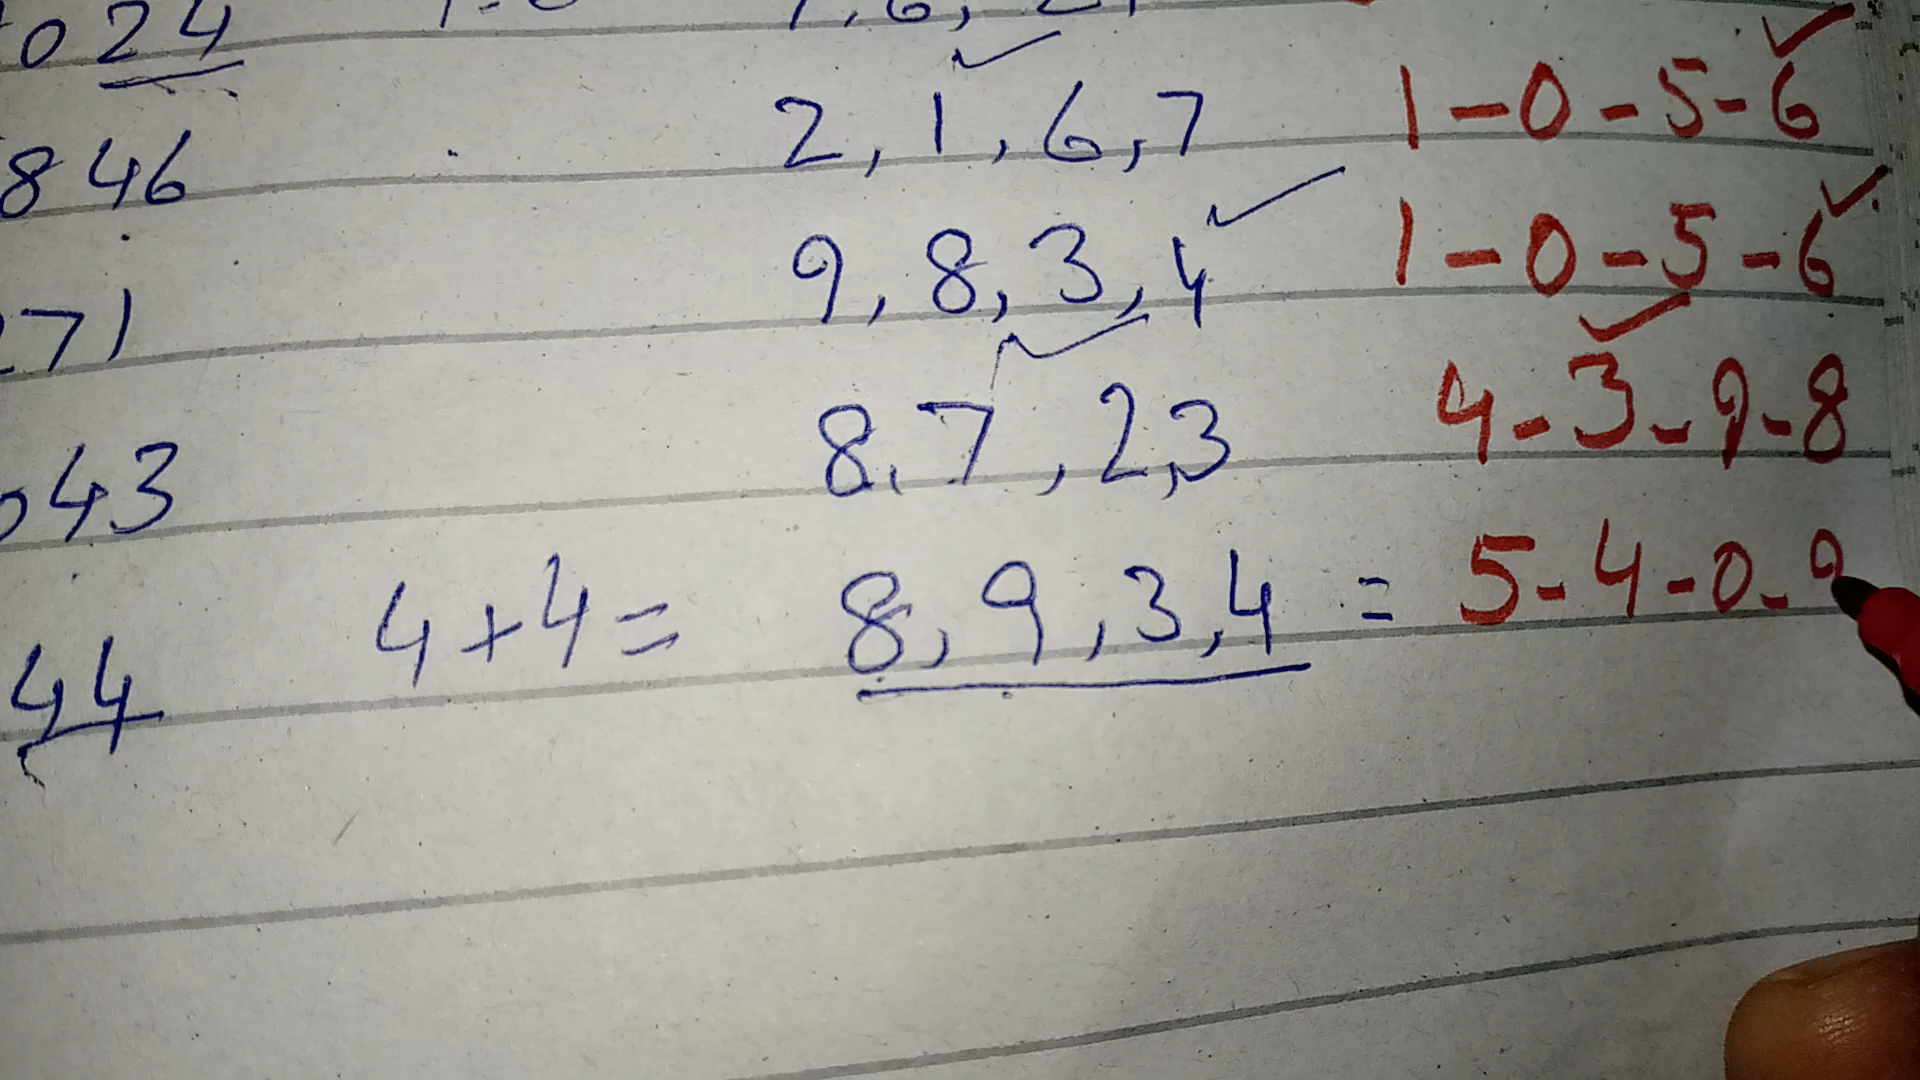 024
2, 1, 6, 7 1-0-5-6
846
9, 8, 3, 4 1-0-5-6
71
8, 7, 2, 3 4-3-9-8
43
4+4= 8, 9, 3, 4 = 5-4-0-9
44